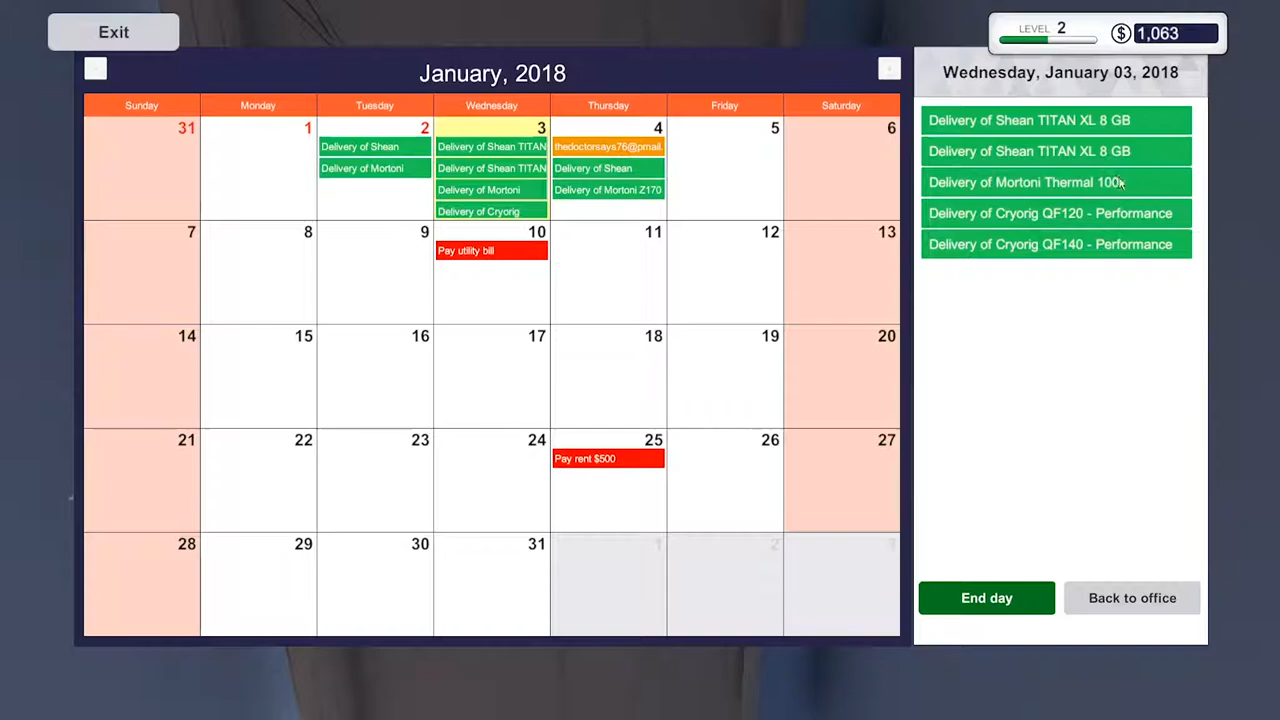 Exit
LEVEL 2
$ 1,063
January, 2018
Wednesday, January 03, 2018
Sunday Monday Tuesday Wednesday Thursday Friday Saturday
31 1 2 3 4 5 6
Delivery of Shean Delivery of Shean TITAN thedoctorsays76@pmail.
Delivery of Mortoni Delivery of Shean TITAN Delivery of Shean
Delivery of Mortoni Delivery of Mortoni Z170
Delivery of Cryorig
7 8 9 10 11 12 13
Pay utility bill
14 15 16 17 18 19 20
21 22 23 24 25 26 27
Pay rent $500
28 29 30 31 1 2 3
Delivery of Shean TITAN XL 8 GB
Delivery of Shean TITAN XL 8 GB
Delivery of Mortoni Thermal 100k
Delivery of Cryorig QF120 - Performance
Delivery of Cryorig QF140 - Performance
End day
Back to office